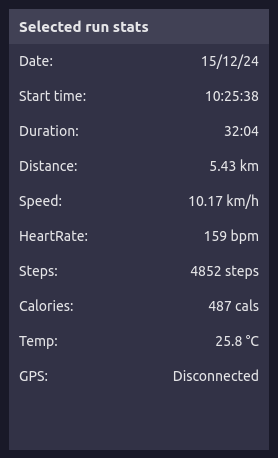 Selected run stats
Date: 15/12/24
Start time: 10:25:38
Duration: 32:04
Distance: 5.43 km
Speed: 10.17 km/h
HeartRate: 159 bpm
Steps: 4852 steps
Calories: 487 cals
Temp: 25.8 °C
GPS: Disconnected